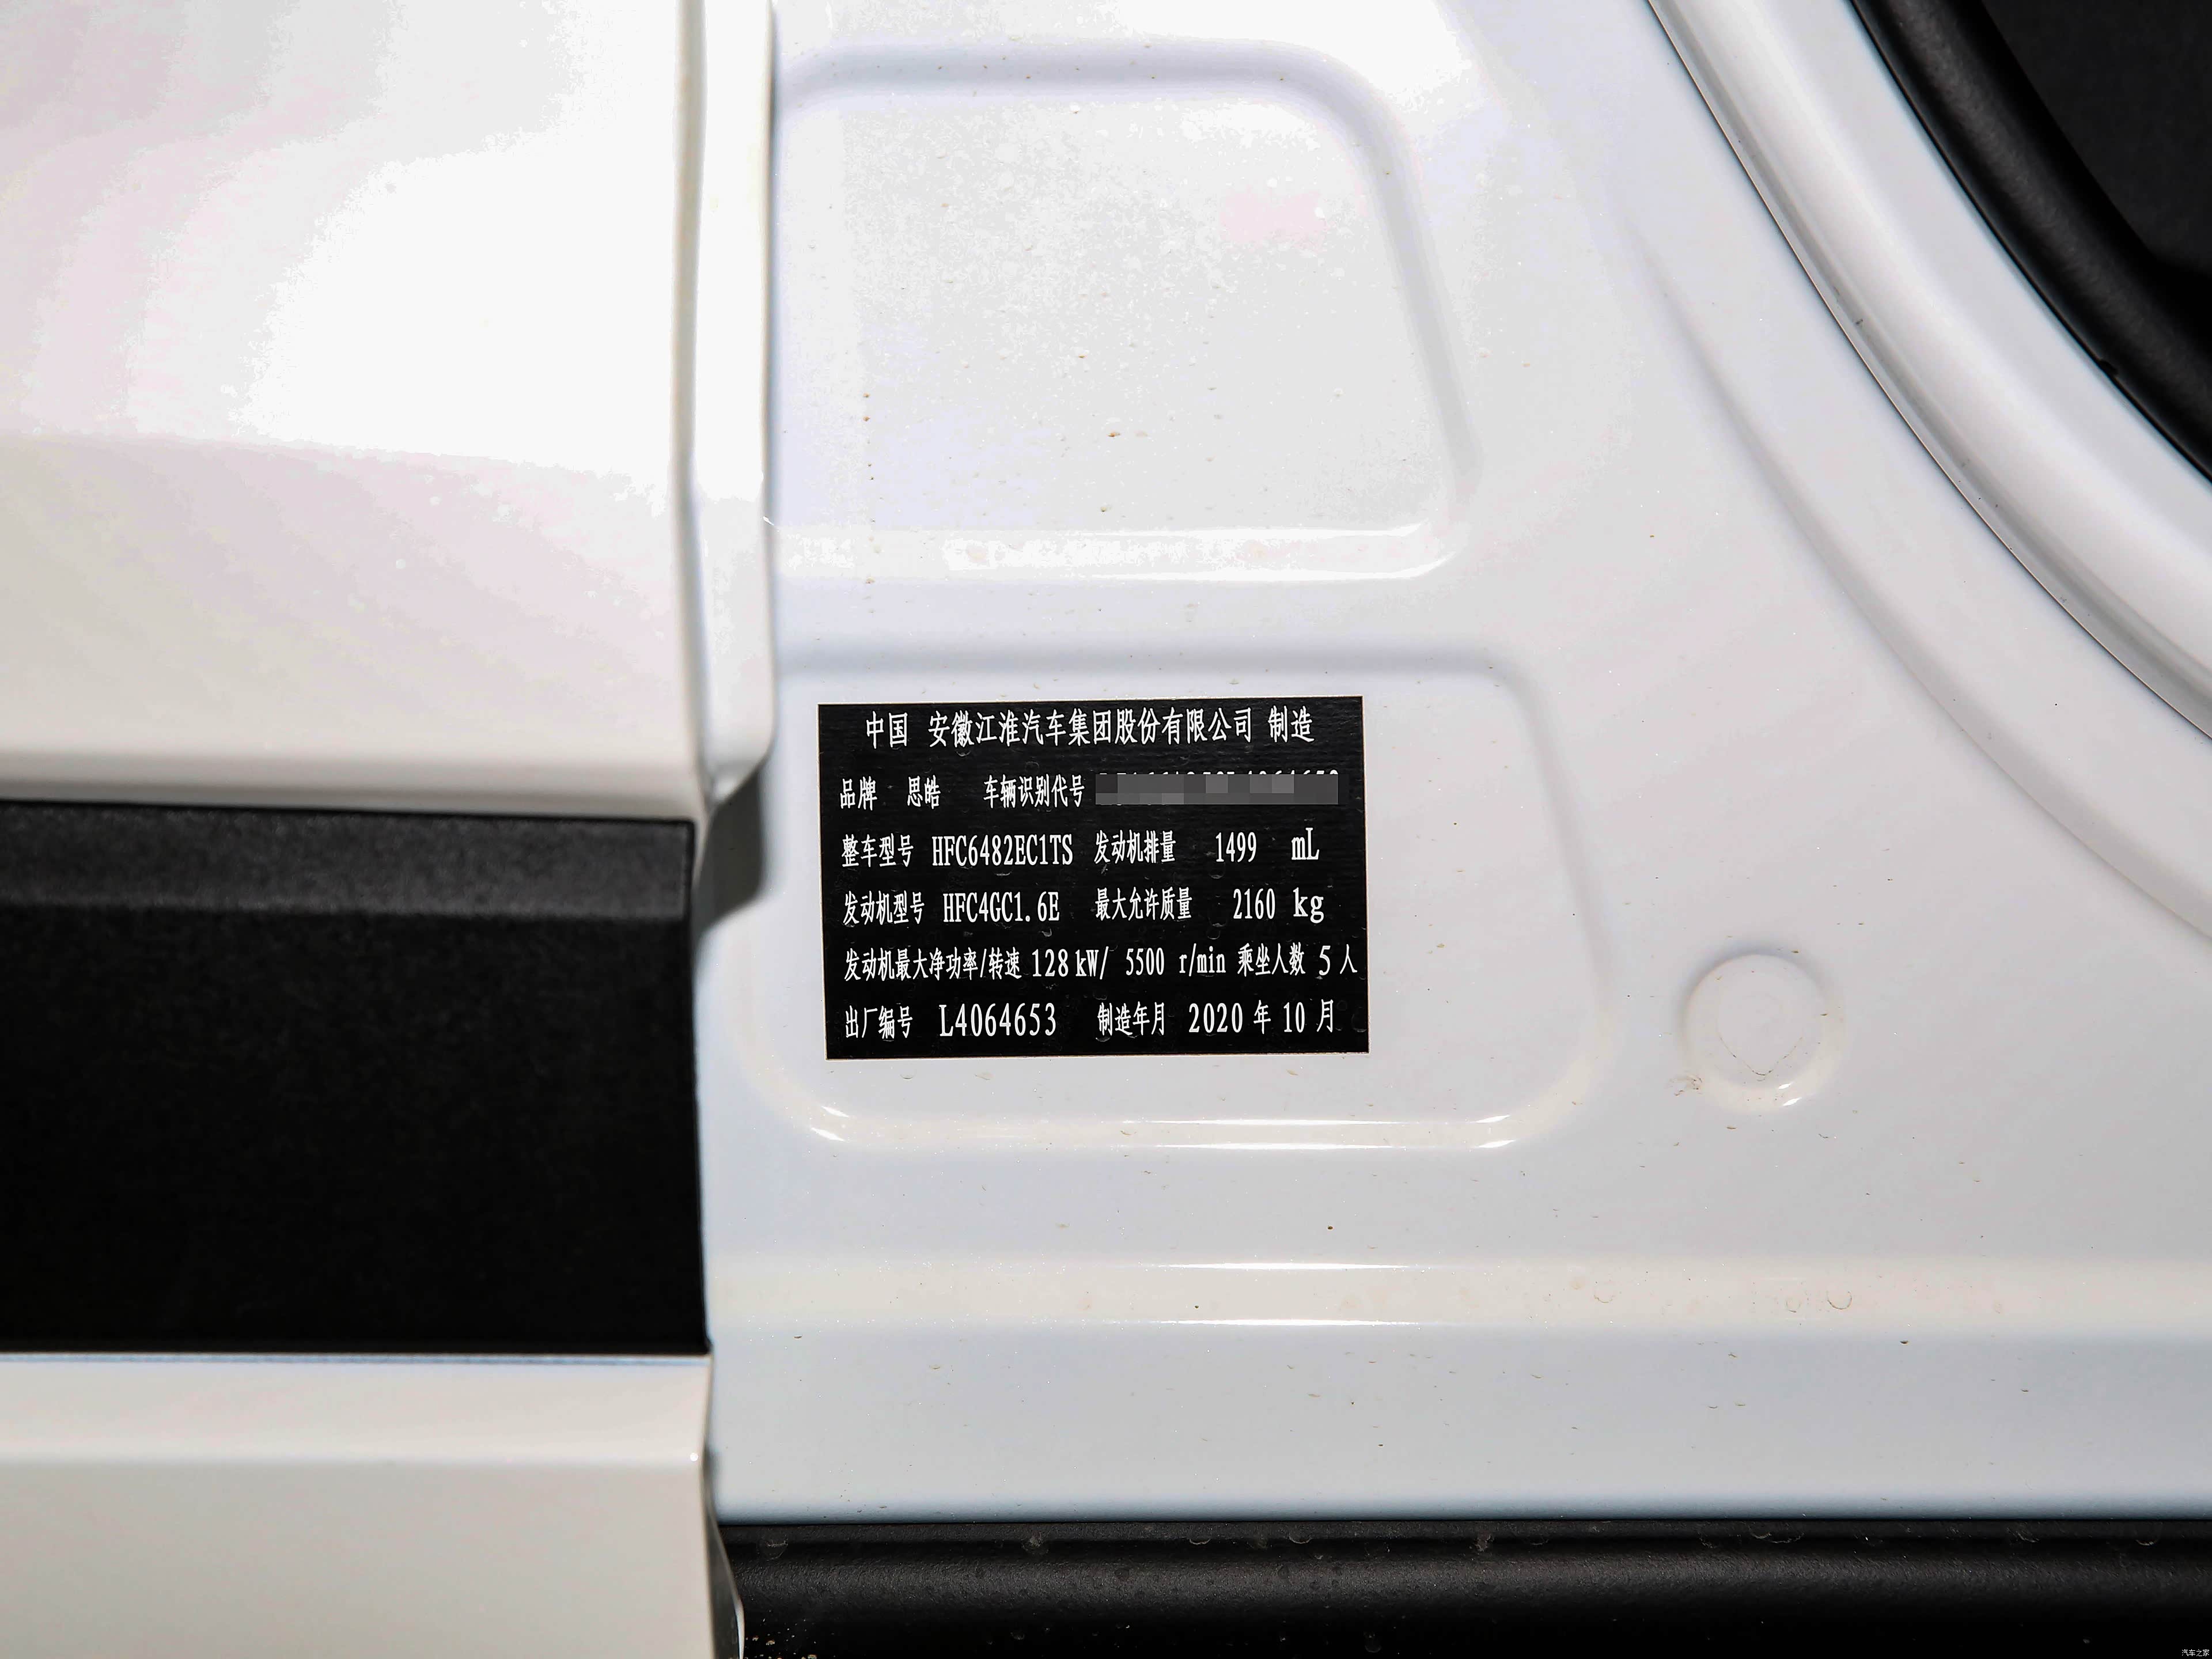 中国 安徽江淮汽车集团股份有限公司 制造
品牌 思皓 车辆识别代号
整车型号 HFC6482EC1TS 发动机排量 1499 mL
发动机型号 HFC4GC1.6E 最大允许质量 2160 kg
发动机最大净功率/转速 128 kW/ 5500 r/min 乘坐人数 5 人
出厂编号 L4064653 制造年月 2020 年 10 月
汽车之家